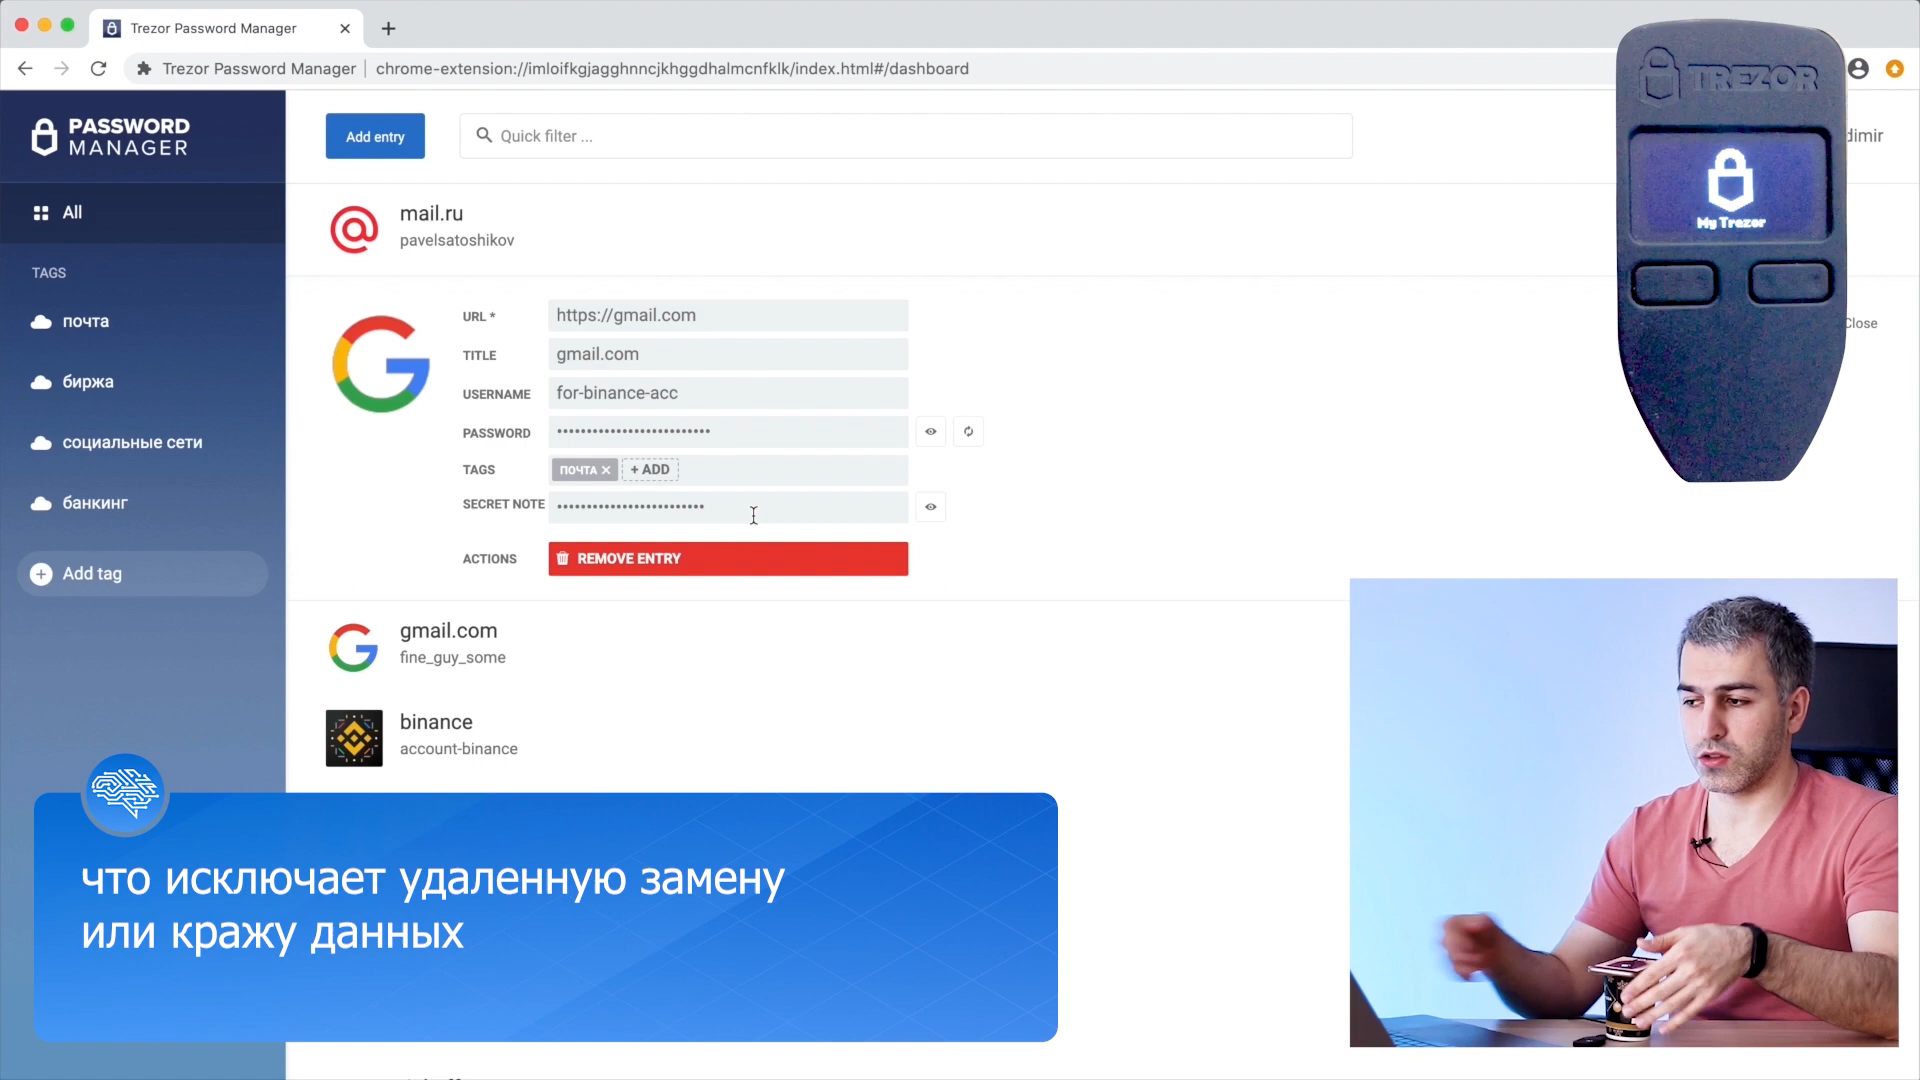 Trezor Password Manager
Trezor Password Manager | chrome-extension://imloifkgjagghnncjkhggdhalmcnfklk/index.html#/dashboard
PASSWORD
MANAGER
Add entry
Quick filter ...
TREZOR
My Trezor
All
mail.ru
pavelsatoshikov
TAGS
почта
биржа
социальные сети
банкинг
Add tag
URL * https://gmail.com
Close
TITLE gmail.com
USERNAME for-binance-acc
PASSWORD ••••••••••••••••••••••••••
TAGS ПОЧТА × + ADD
SECRET NOTE •••••••••••••••••••••••••
ACTIONS REMOVE ENTRY
gmail.com
fine_guy_some
binance
account-binance
что исключает удаленную замену
или кражу данных